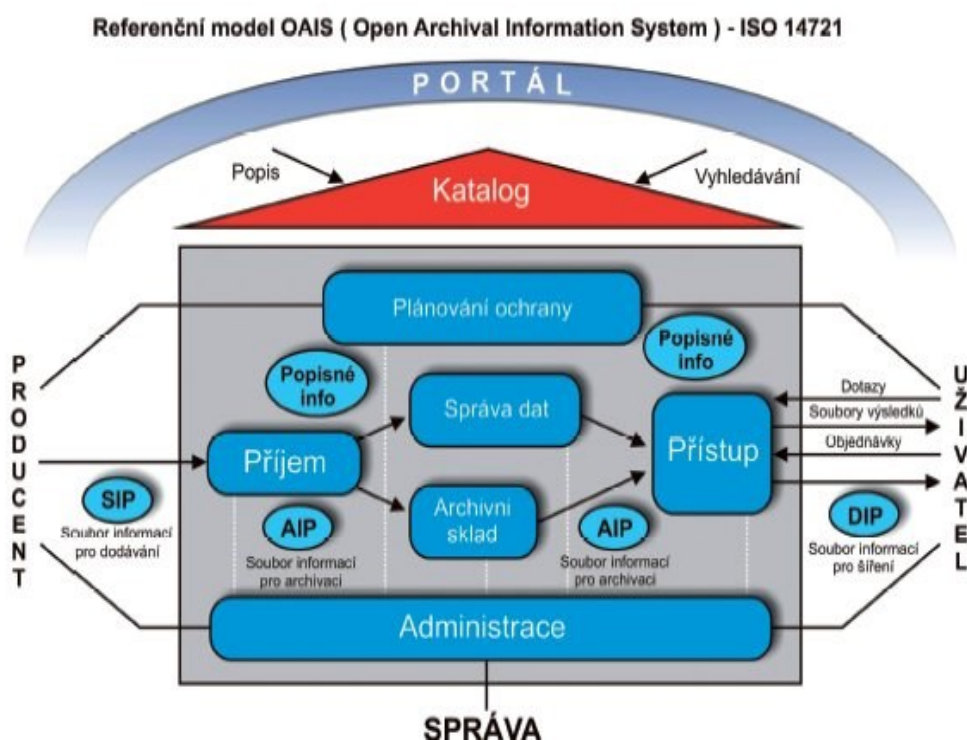 Referenční model OAIS ( Open Archival Information System ) - ISO 14721
PORTÁL
Popis
Vyhledávání
Katalog
Plánování ochrany
Popisné
info
Popisné
info
PRODUCENT
Správa dat
Příjem
Přístup
Dotazy
Soubory výsledků
Objednávky
UŽIVATEL
SIP
Soubor informací
pro dodávání
AIP
Soubor informací
pro archivaci
Archivni
sklad
AIP
Soubor informací
pro archivaci
DIP
Soubor informací
pro šíření
Administrace
SPRÁVA